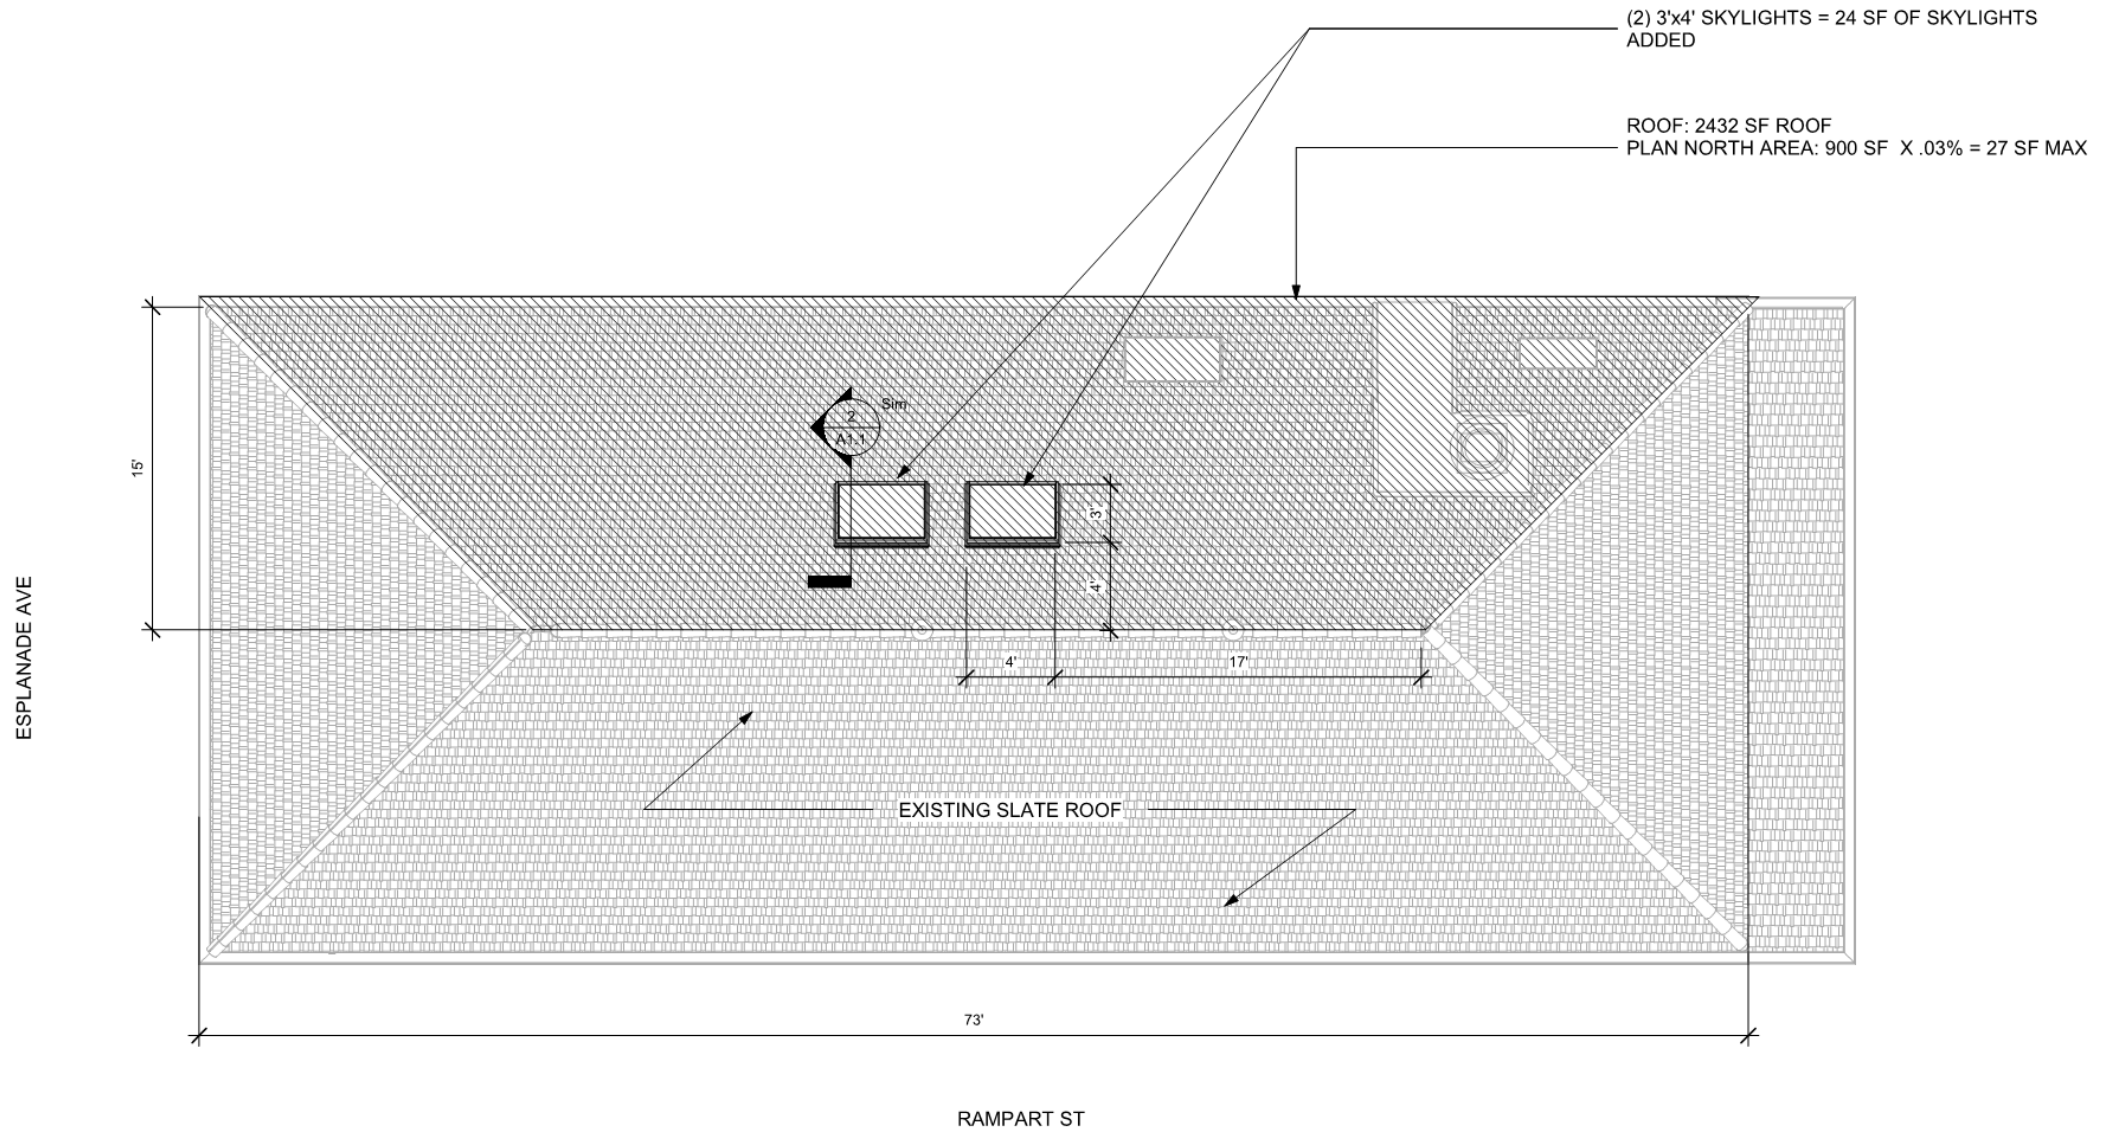 (2) 3'x4' SKYLIGHTS = 24 SF OF SKYLIGHTS
ADDED
ROOF: 2432 SF ROOF
PLAN NORTH AREA: 900 SF X .03% = 27 SF MAX
Sim
2
A1.1
15'
3'
4'
4'
17'
ESPLANADE AVE
EXISTING SLATE ROOF
73'
RAMPART ST